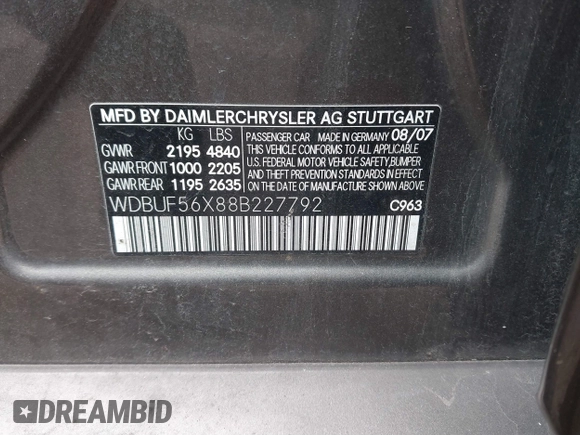 MFD BY DAIMLERCHRYSLER AG STUTTGART
KG LBS PASSENGER CAR MADE IN GERMANY 08/07
GVWR 2195 4840 THIS VEHICLE CONFORMS TO ALL APPLICABLE
GAWR FRONT 1000 2205 U.S. FEDERAL MOTOR VEHICLE SAFETY, BUMPER
GAWR REAR 1195 2635 AND THEFT PREVENTION STANDARDS IN
EFFECT ON THE DATE OF MANUFACTURE
WDBUF56X88B227792 C963
DREAMBID